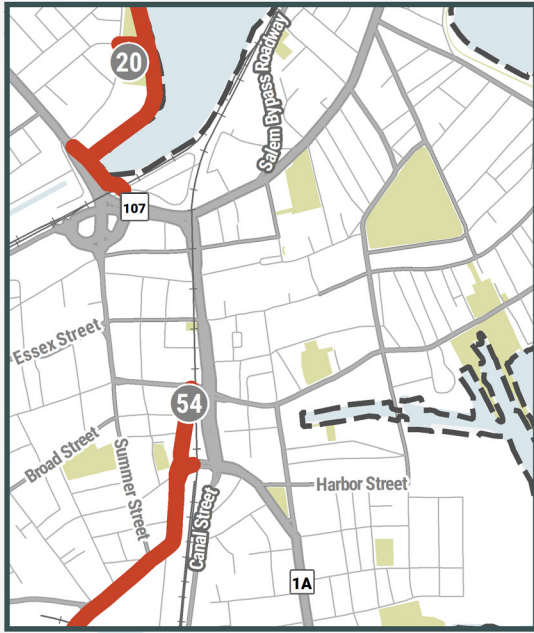 20
Salem Bypass Roadway
107
Essex Street
54
Broad Street
Summer Street
Canal Street
Harbor Street
1A